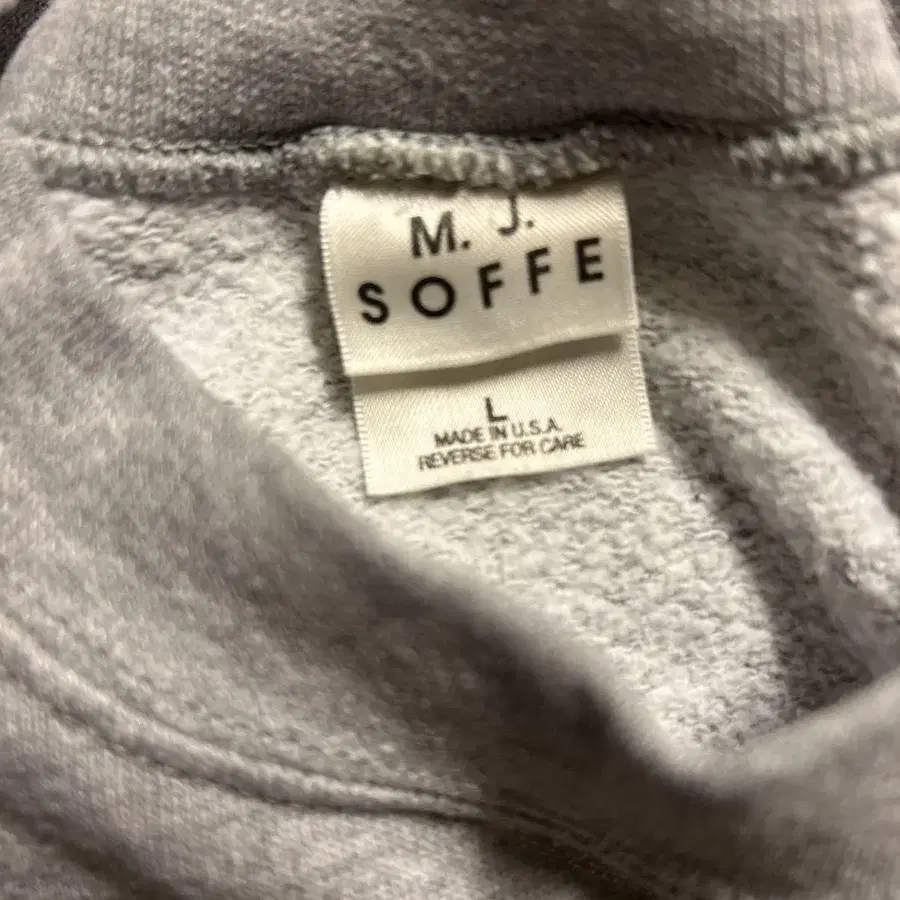 M. J.
SOFFE
L
MADE IN U.S.A.
REVERSE FOR CARE